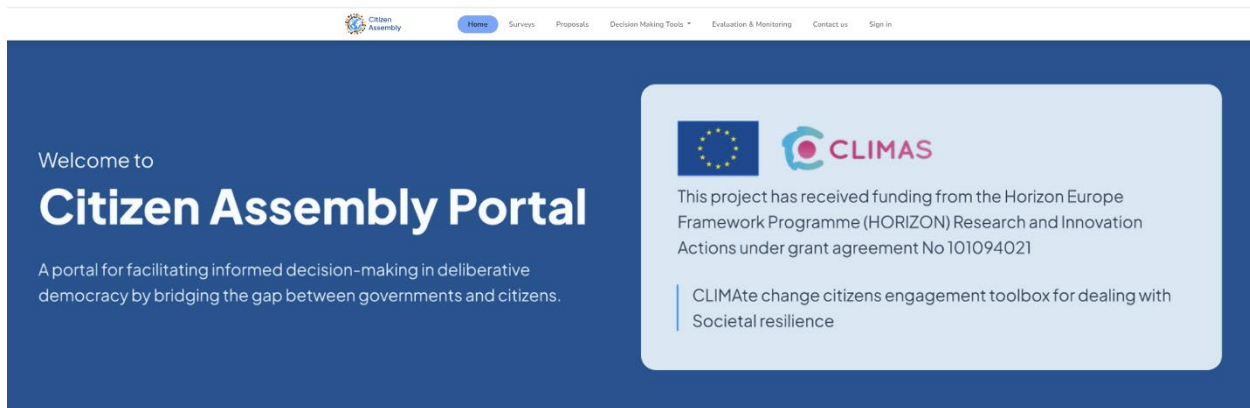 Citizen
Assembly
Home Surveys Proposals Decision Making Tools Evaluation & Monitoring Contact us Sign in
Welcome to
Citizen Assembly Portal
A portal for facilitating informed decision-making in deliberative
democracy by bridging the gap between governments and citizens.
CLIMAS
This project has received funding from the Horizon Europe
Framework Programme (HORIZON) Research and Innovation
Actions under grant agreement No 101094021
CLIMAte change citizens engagement toolbox for dealing with
Societal resilience